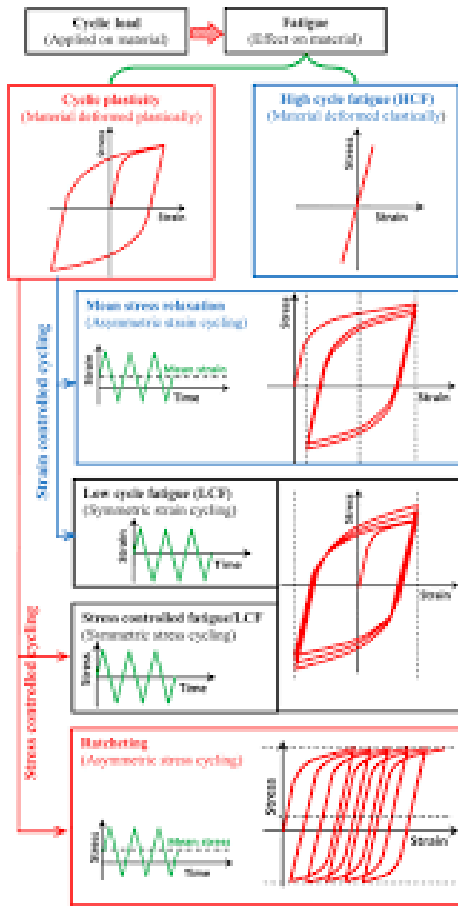 Cyclic load
(Applied on material)
Fatigue
(Effect on material)
Cyclic plasticity
(Material deformed plastically)
Stress
Strain
High cycle fatigue (HCF)
(Material deformed elastically)
Stress
Strain
Strain controlled cycling
Stress controlled cycling
Mean stress relaxation
(Asymmetric strain cycling)
Strain
Mean strain
Time
Stress
Strain
Low cycle fatigue (LCF)
(Symmetric strain cycling)
Strain
Time
Stress
Strain
Stress controlled fatigue/LCF
(Symmetric stress cycling)
Stress
Time
Ratcheting
(Asymmetric stress cycling)
Stress
Mean stress
Time
Stress
Strain